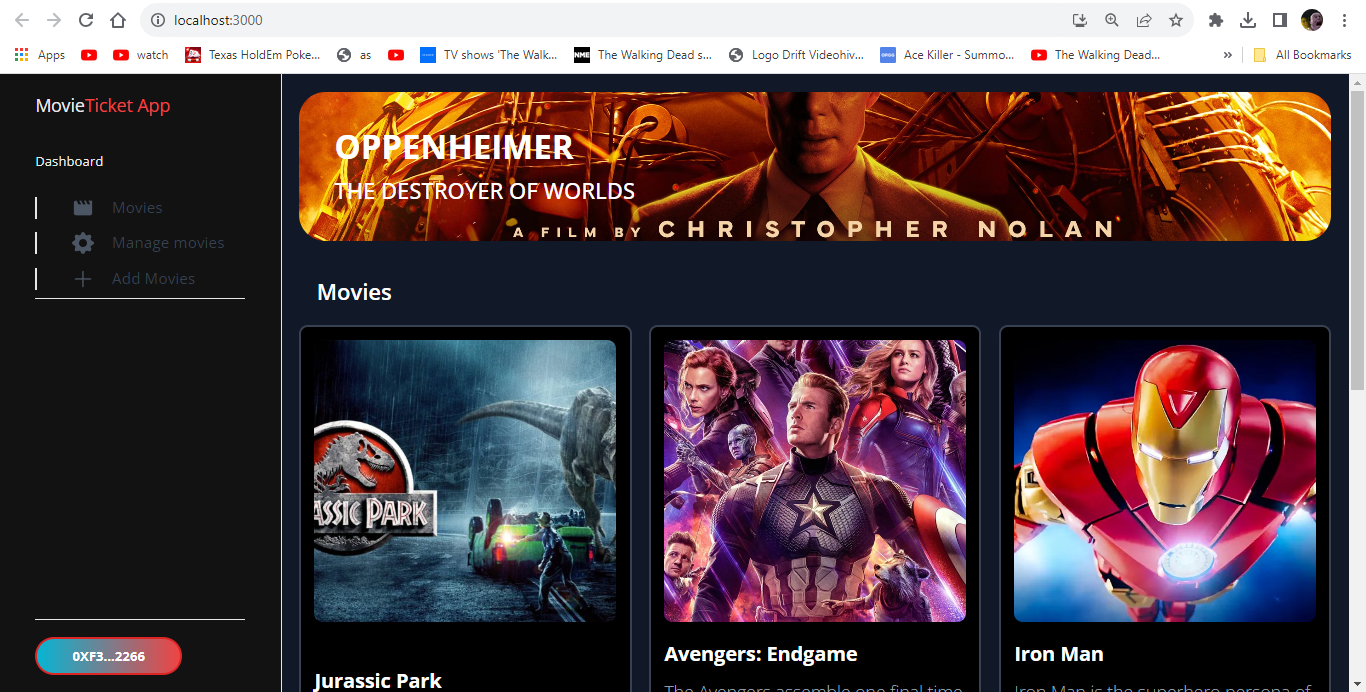 localhost:3000
Apps
watch
Texas HoldEm Poke...
as
TV shows 'The Walk...
NME
The Walking Dead s...
Logo Drift Videohiv...
Ace Killer - Summo...
The Walking Dead...
»
All Bookmarks
MovieTicket App
Dashboard
Movies
Manage movies
Add Movies
0XF3...2266
OPPENHEIMER
THE DESTROYER OF WORLDS
A FILM BY CHRISTOPHER NOLAN
Movies
ASSIC PARK
Jurassic Park
Avengers: Endgame
The Avengers assemble one final time
Iron Man
Iron Man is the superhero persona of